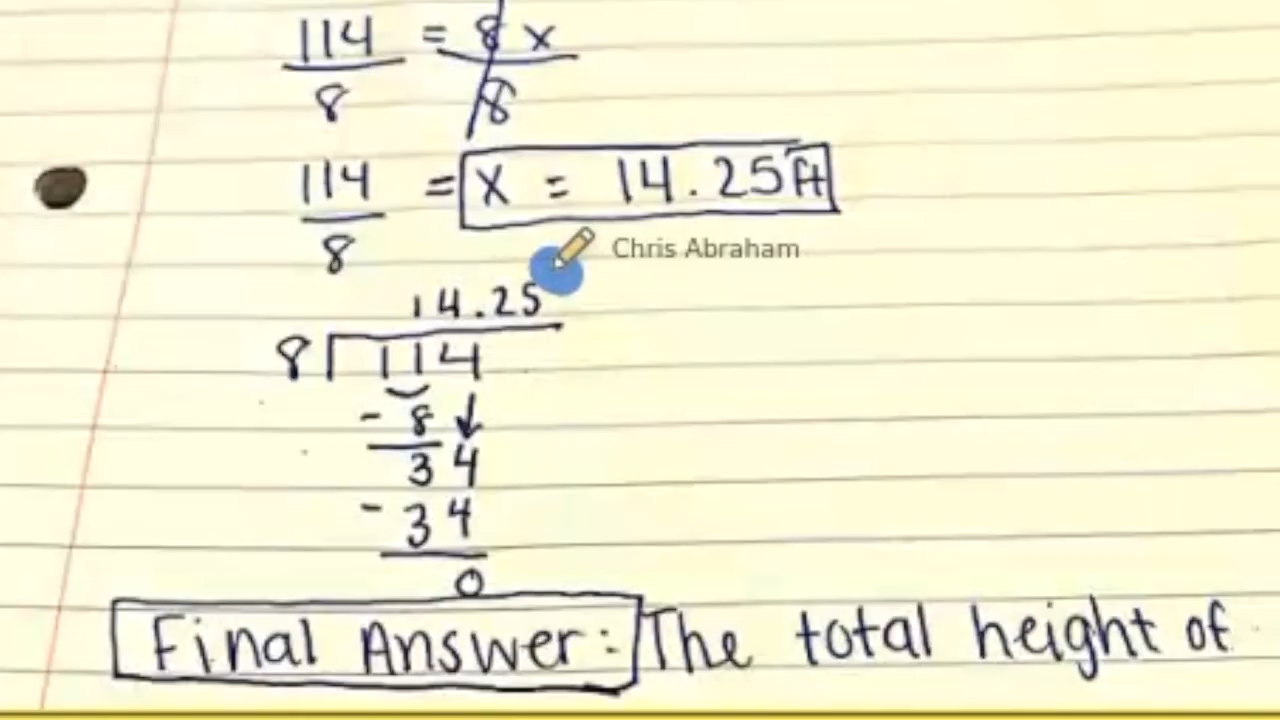 114 = 8 x
8 8
114 = x = 14.25 ft
8
Chris Abraham
14.25
8 114
- 8
34
- 34
0
Final Answer: The total height of